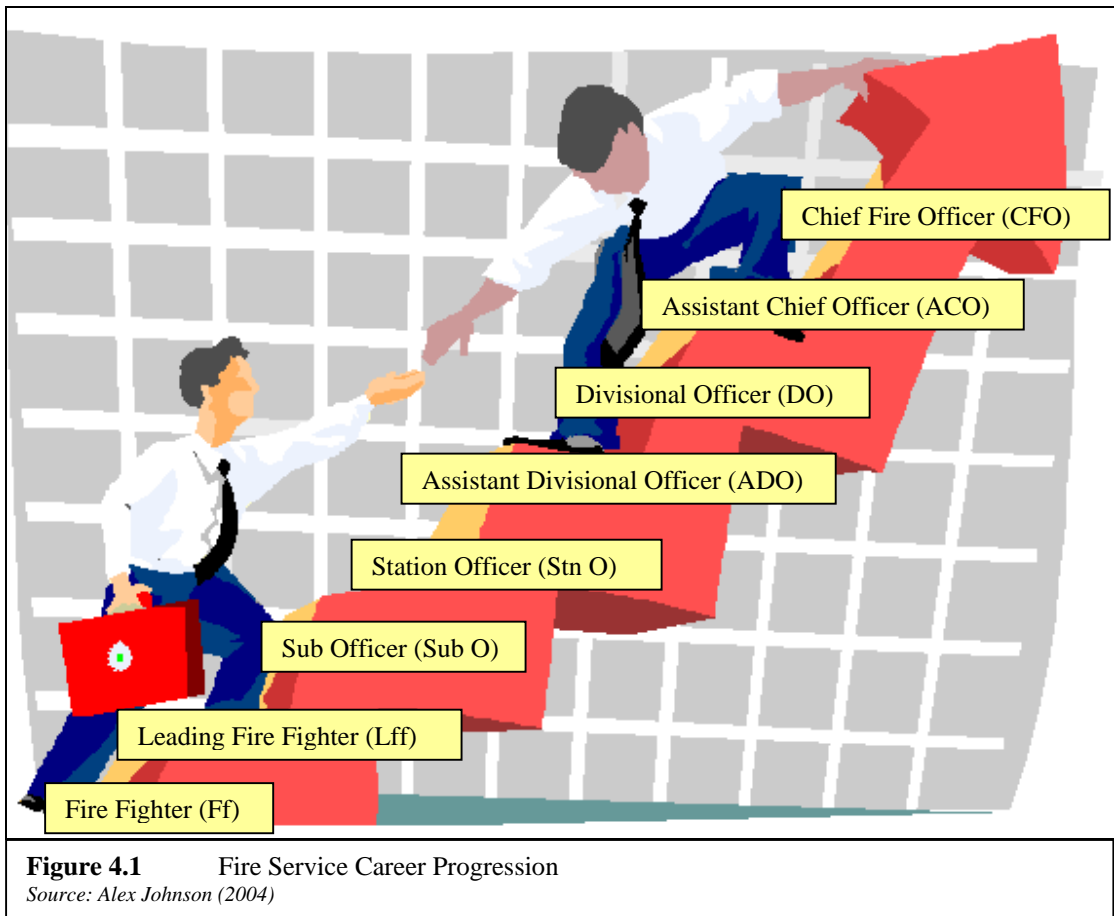 Chief Fire Officer (CFO)
Assistant Chief Officer (ACO)
Divisional Officer (DO)
Assistant Divisional Officer (ADO)
Station Officer (Stn O)
Sub Officer (Sub O)
Leading Fire Fighter (Lff)
Fire Fighter (Ff)
Figure 4.1 Fire Service Career Progression
Source: Alex Johnson (2004)